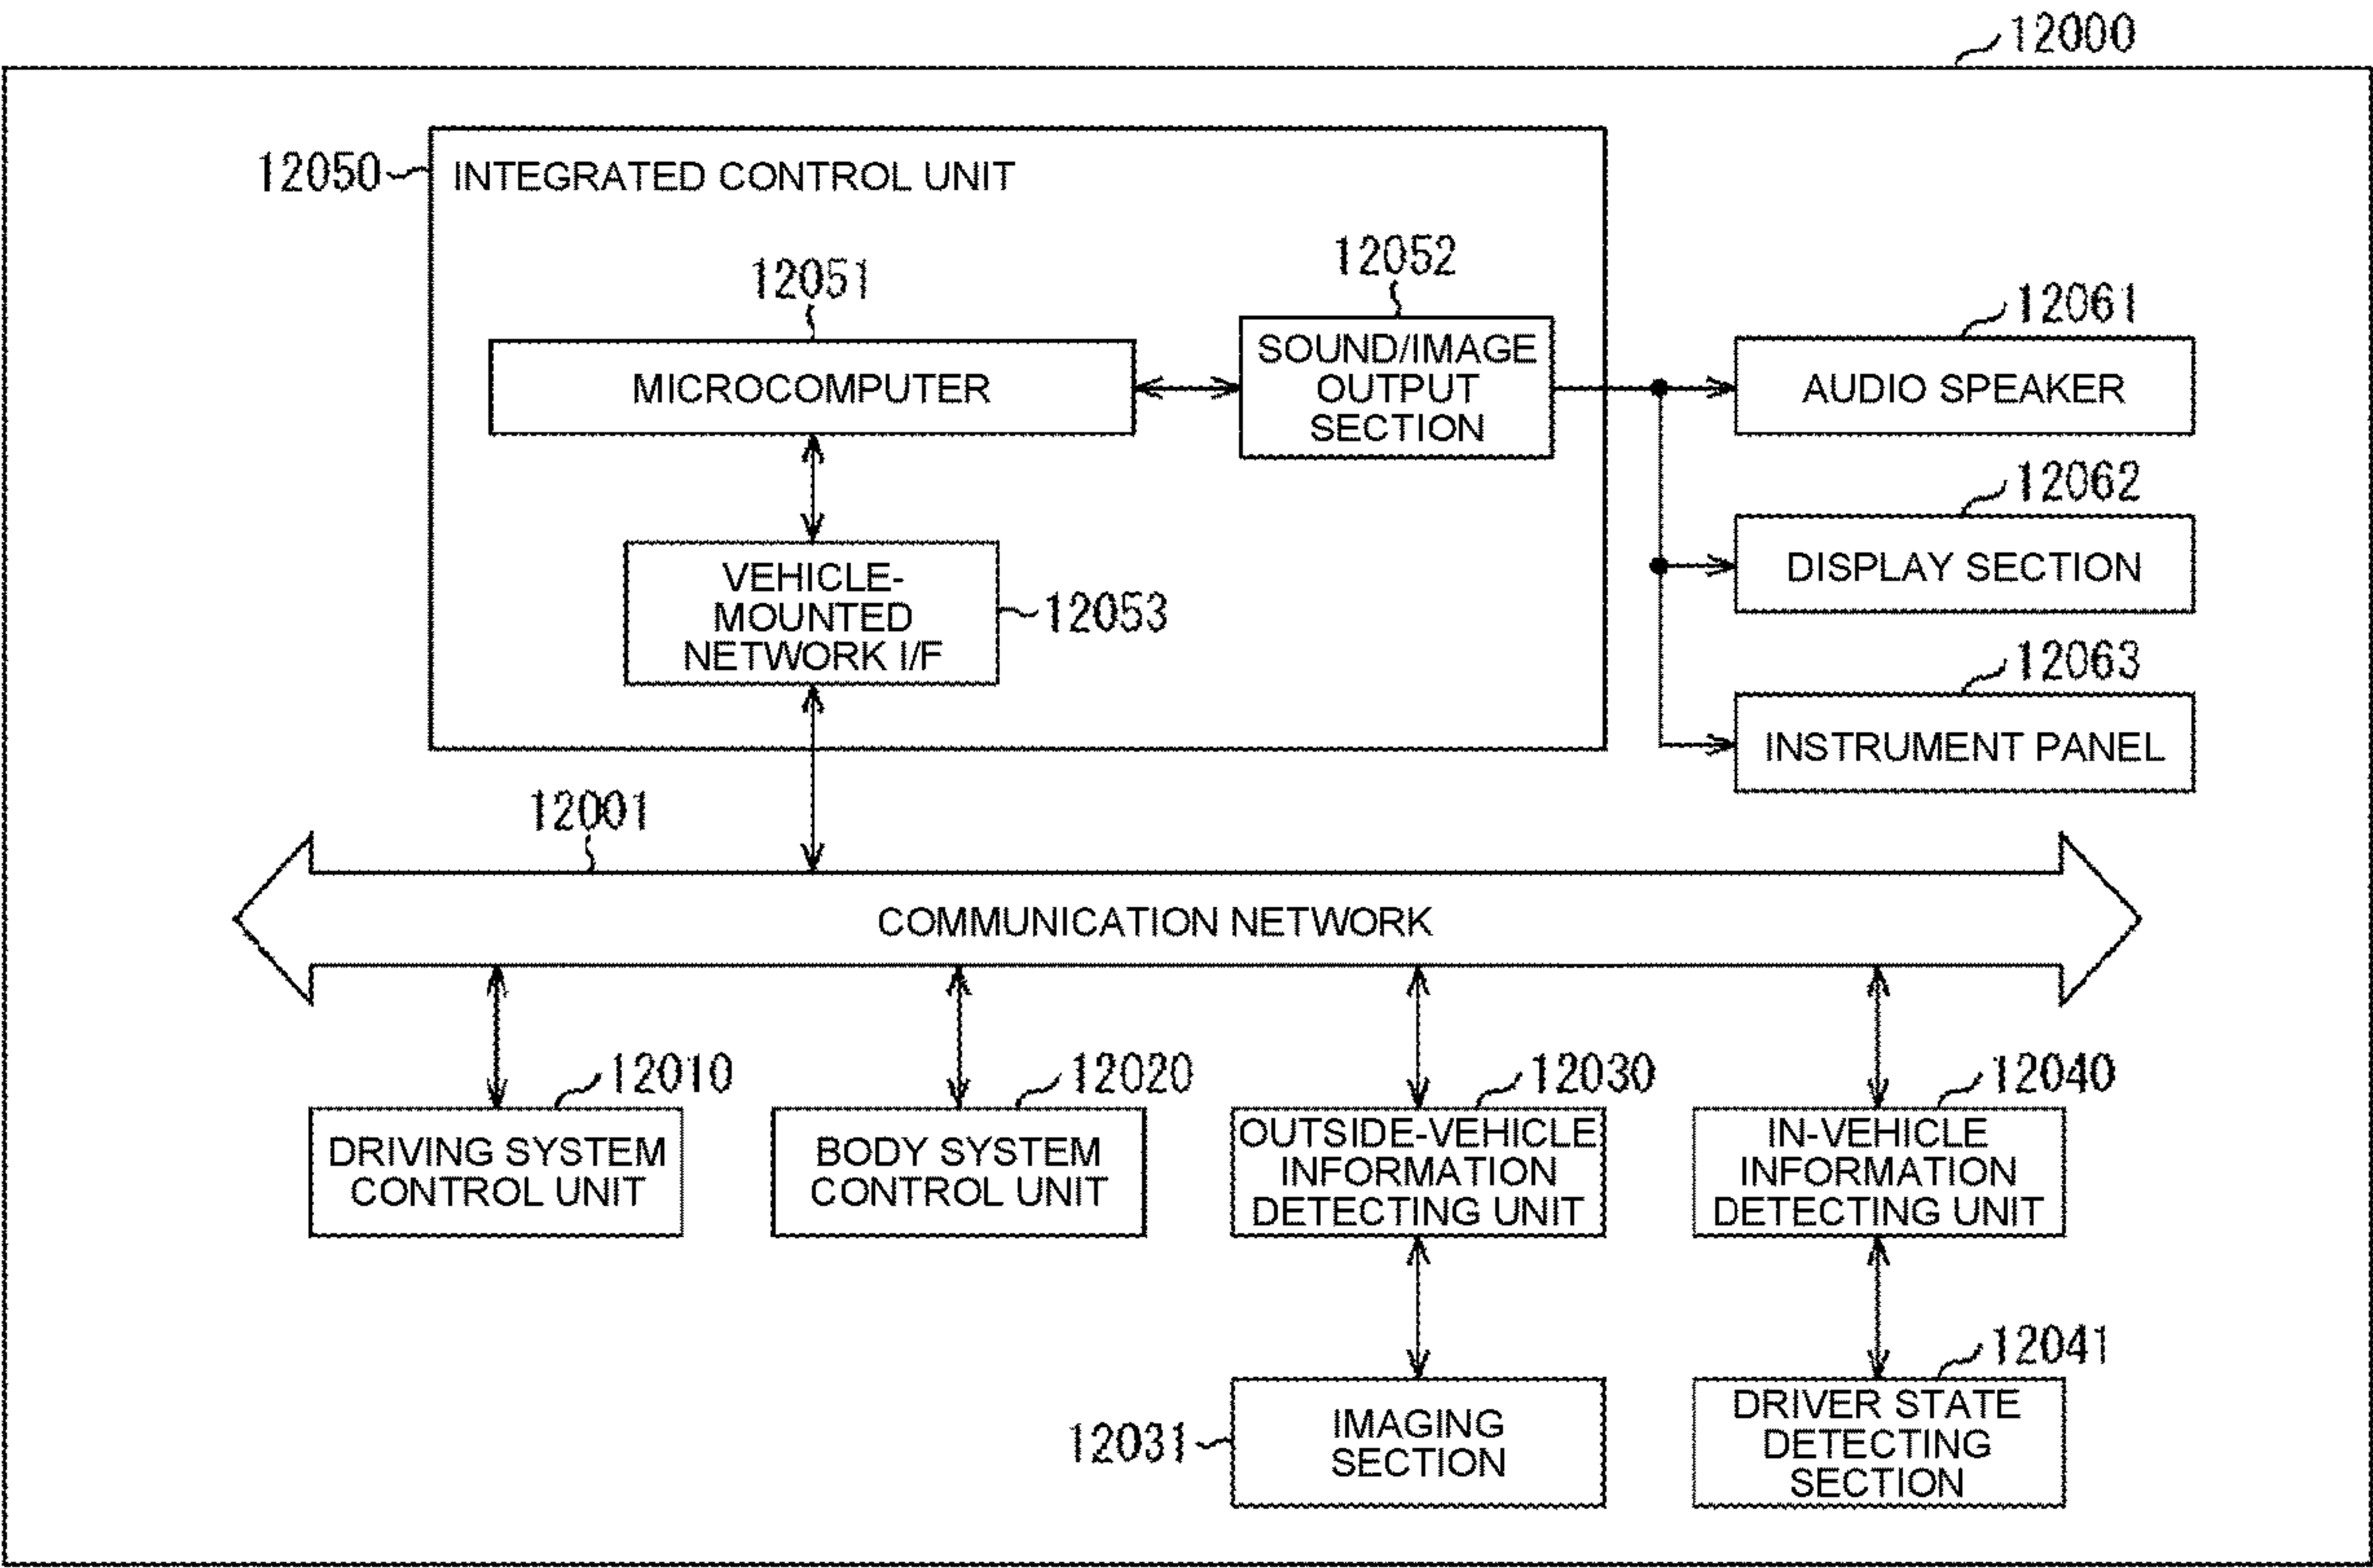 12000
12050
INTEGRATED CONTROL UNIT
12051
MICROCOMPUTER
12052
SOUND/IMAGE
OUTPUT
SECTION
12061
AUDIO SPEAKER
12062
DISPLAY SECTION
VEHICLE-
MOUNTED
NETWORK I/F
12053
12063
INSTRUMENT PANEL
12001
COMMUNICATION NETWORK
12010
DRIVING SYSTEM
CONTROL UNIT
12020
BODY SYSTEM
CONTROL UNIT
12030
OUTSIDE-VEHICLE
INFORMATION
DETECTING UNIT
12040
IN-VEHICLE
INFORMATION
DETECTING UNIT
12031
IMAGING
SECTION
12041
DRIVER STATE
DETECTING
SECTION